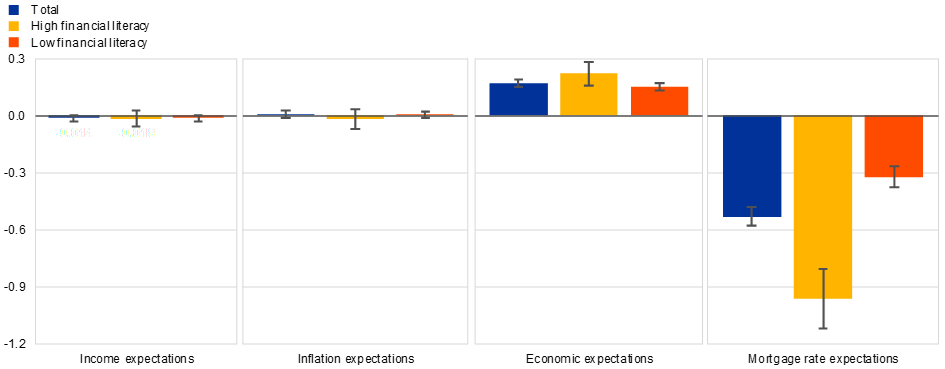 Total
High financial literacy
Low financial literacy
0.3
0.0
-0.3
-0.6
-0.9
-1.2
Income expectations
Inflation expectations
Economic expectations
Mortgage rate expectations